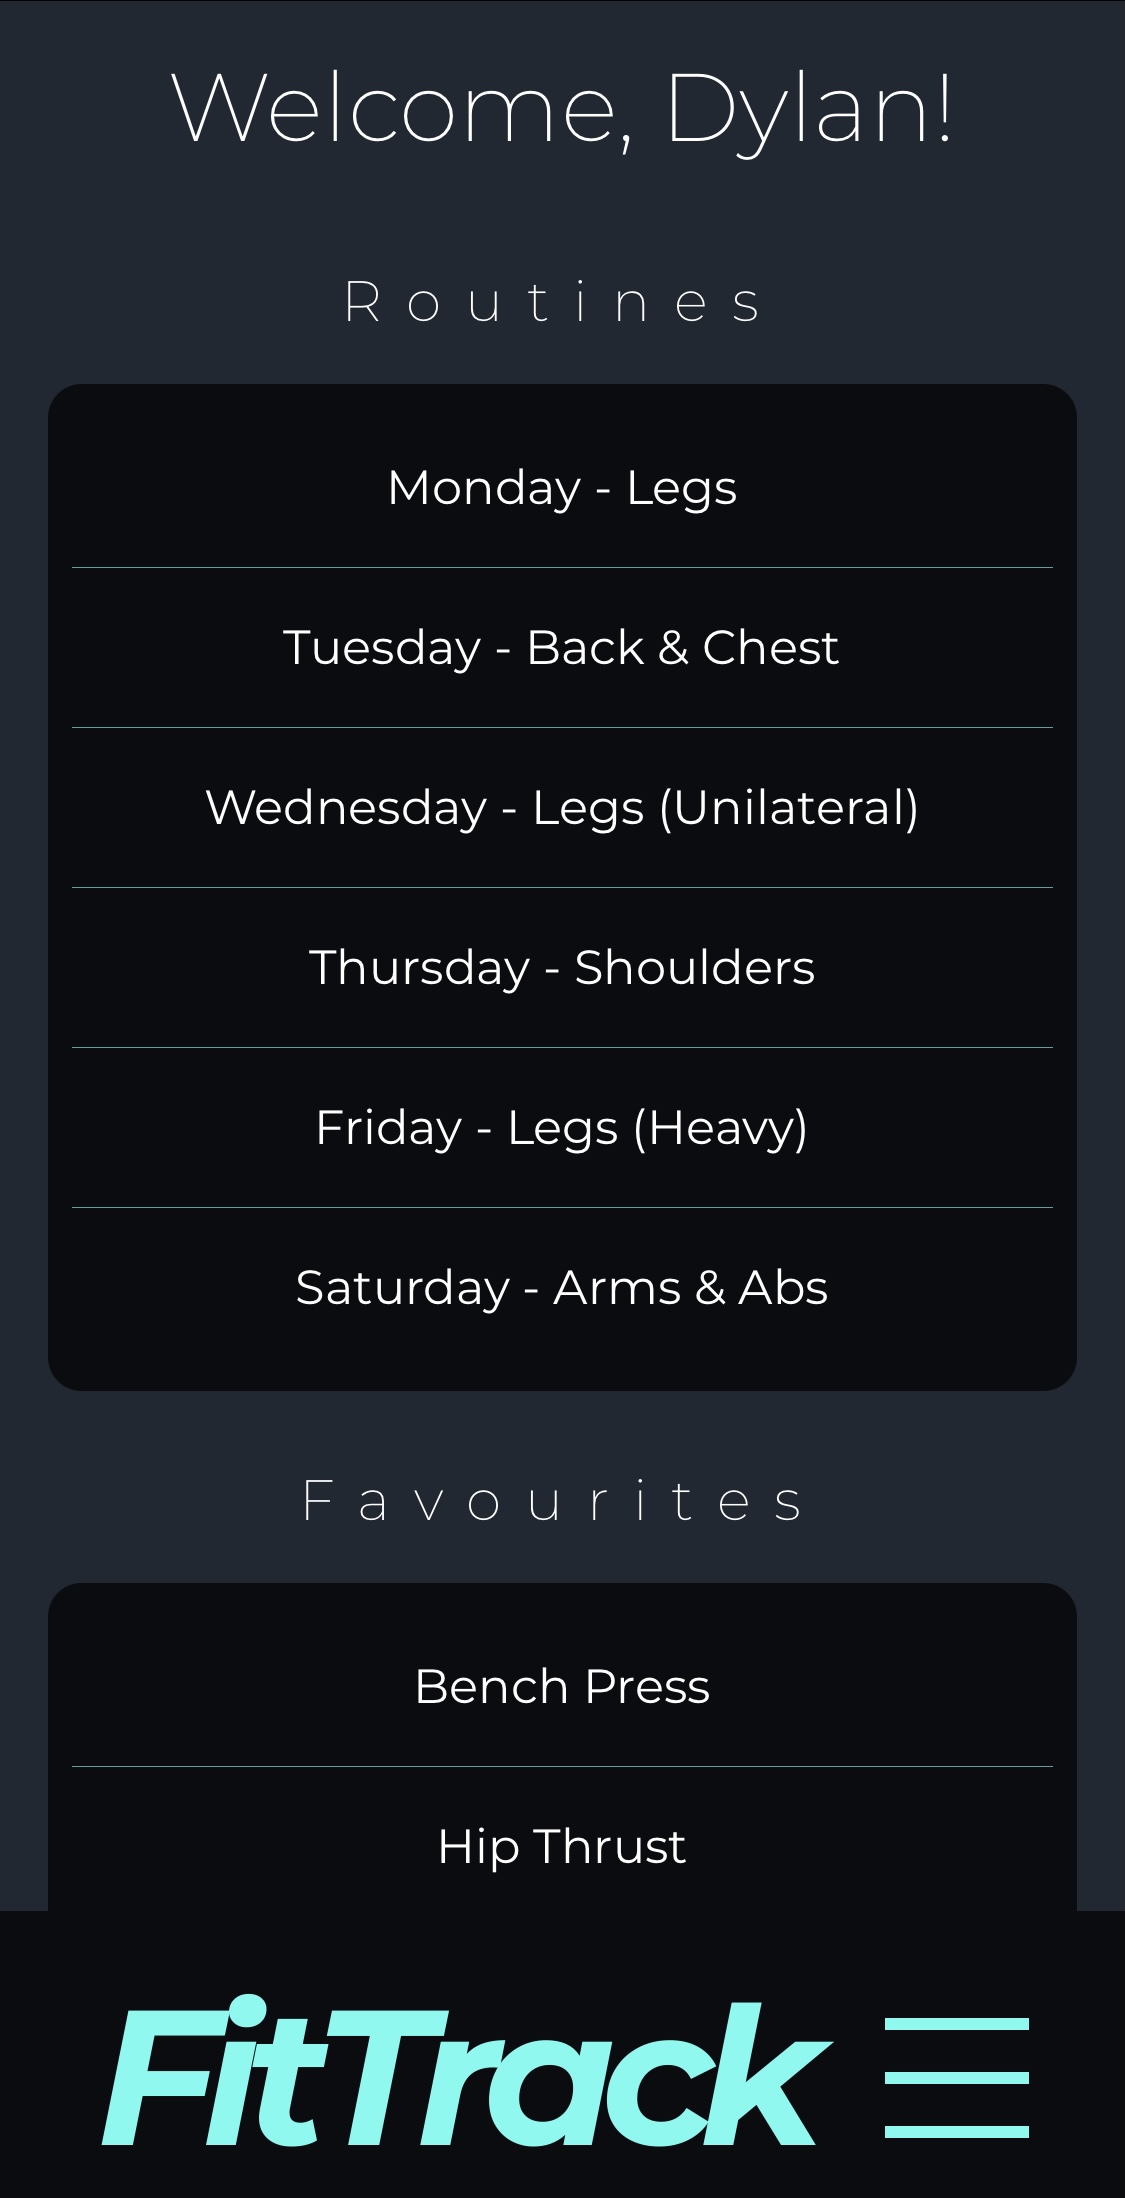 Welcome, Dylan!
Routines
Monday - Legs
Tuesday - Back & Chest
Wednesday - Legs (Unilateral)
Thursday - Shoulders
Friday - Legs (Heavy)
Saturday - Arms & Abs
Favourites
Bench Press
Hip Thrust
FitTrack